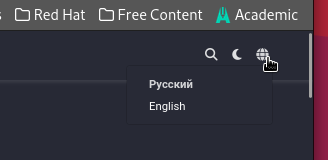 Red Hat Free Content Academic
Русский
English